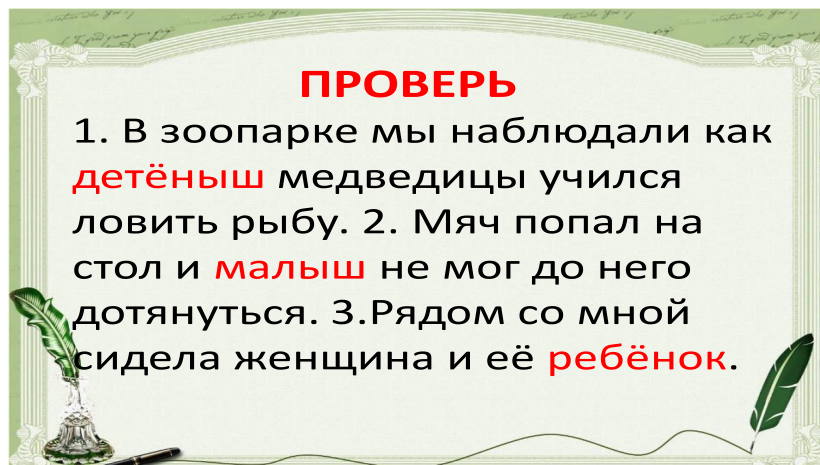 ПРОВЕРЬ
1. В зоопарке мы наблюдали как
детёныш медведицы учился
ловить рыбу. 2. Мяч попал на
стол и малыш не мог до него
дотянуться. 3.Рядом со мной
сидела женщина и её ребёнок.